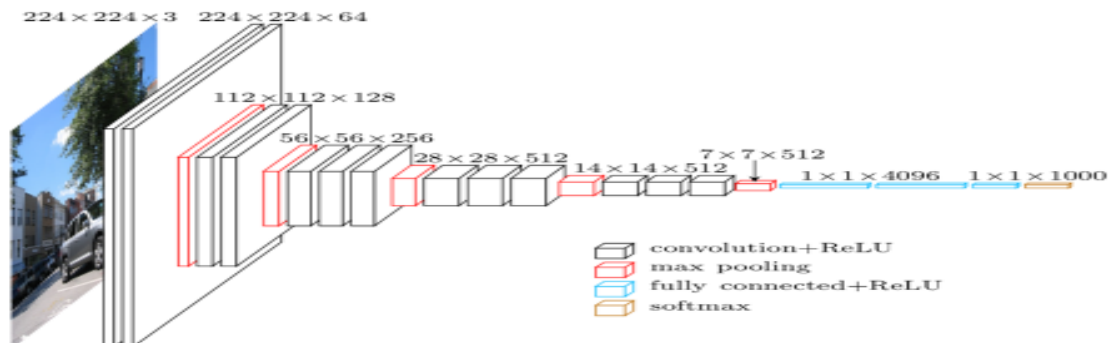 224 × 224 × 3
224 × 224 × 64
112 × 112 × 128
56 × 56 × 256
28 × 28 × 512
14 × 14 × 512
7 × 7 × 512
1 × 1 × 4096
1 × 1 × 1000
convolution+ReLU
max pooling
fully connected+ReLU
softmax